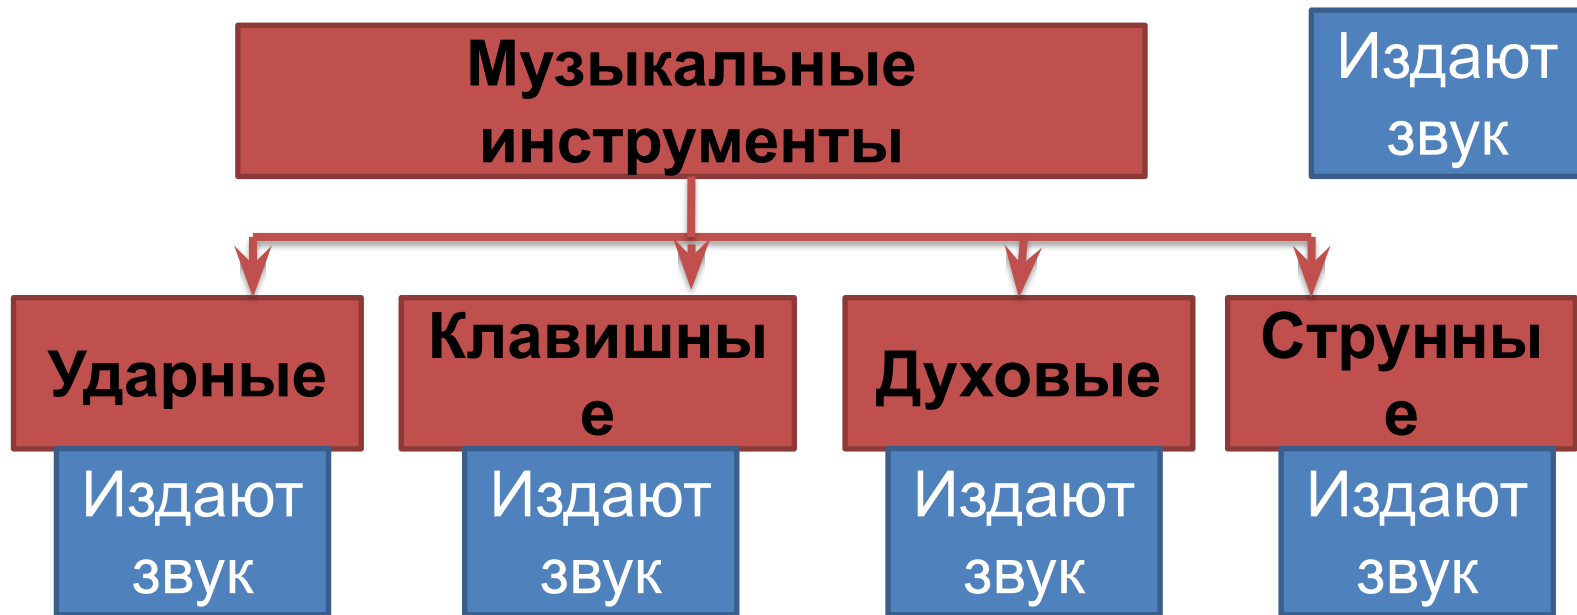 Музыкальные
инструменты
Издают
звук
Ударные
Клавишны
е
Духовые
Струнны
е
Издают
звук
Издают
звук
Издают
звук
Издают
звук